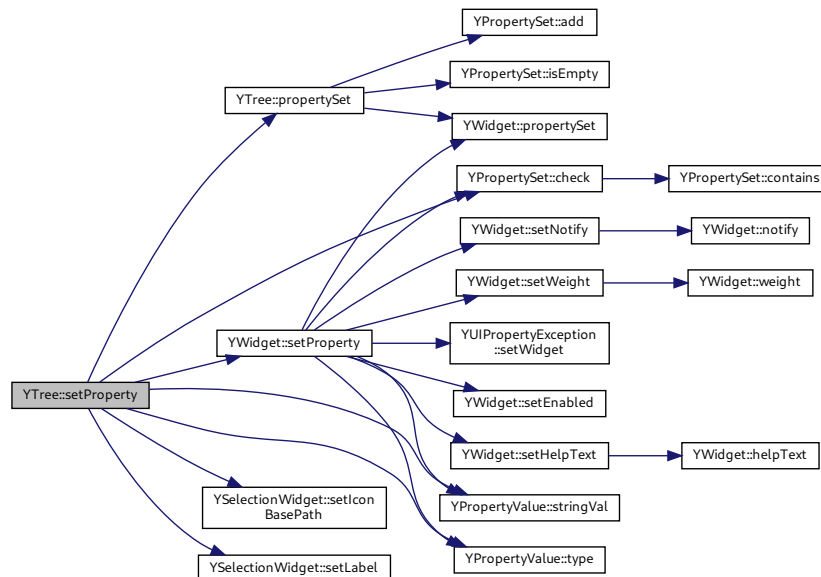 YPropertySet::add
YPropertySet::isEmpty
YTree::propertySet
YWidget::propertySet
YPropertySet::check
YPropertySet::contains
YWidget::setNotify
YWidget::notify
YWidget::setWeight
YWidget::weight
YWidget::setProperty
YUIPropertyException
::setWidget
YTree::setProperty
YWidget::setEnabled
YWidget::setHelpText
YWidget::helpText
YSelectionWidget::setIcon
BasePath
YPropertyValue::stringVal
YPropertyValue::type
YSelectionWidget::setLabel